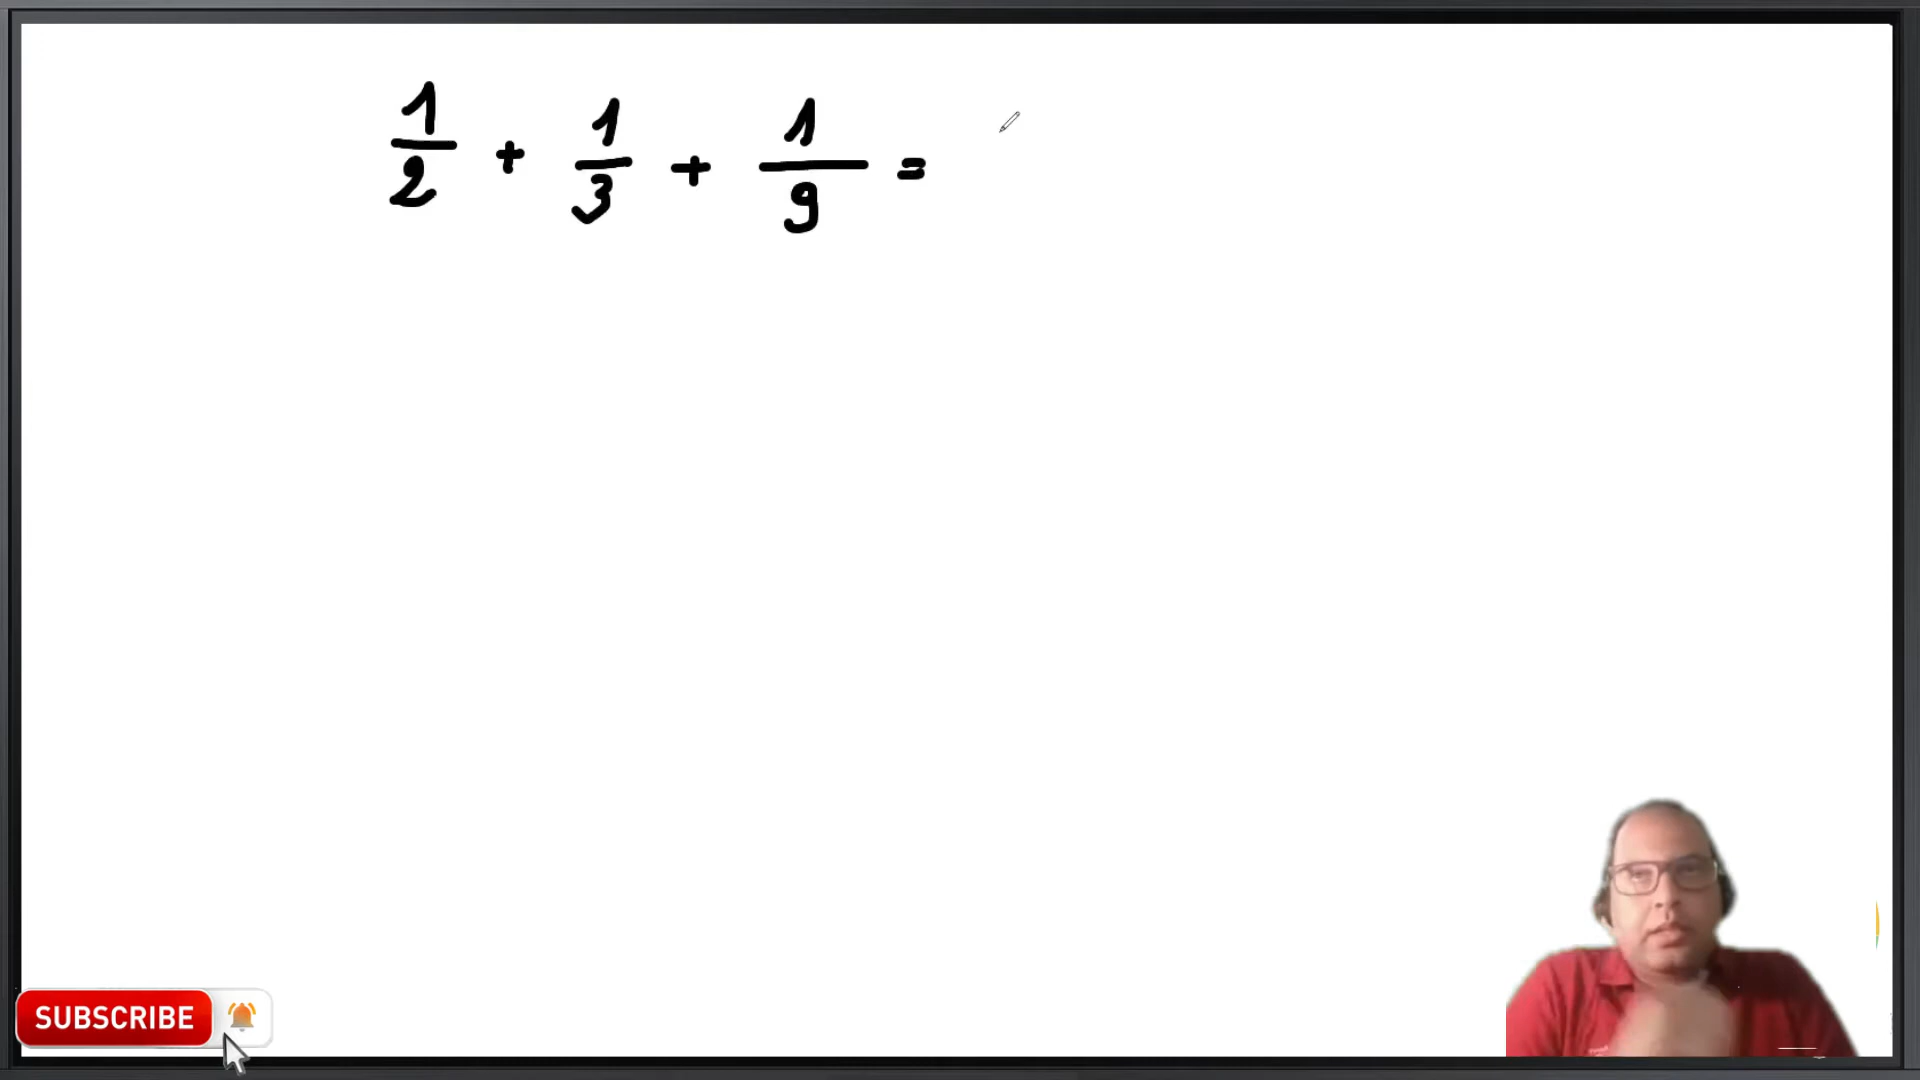 1/2 + 1/3 + 1/9 =
SUBSCRIBE